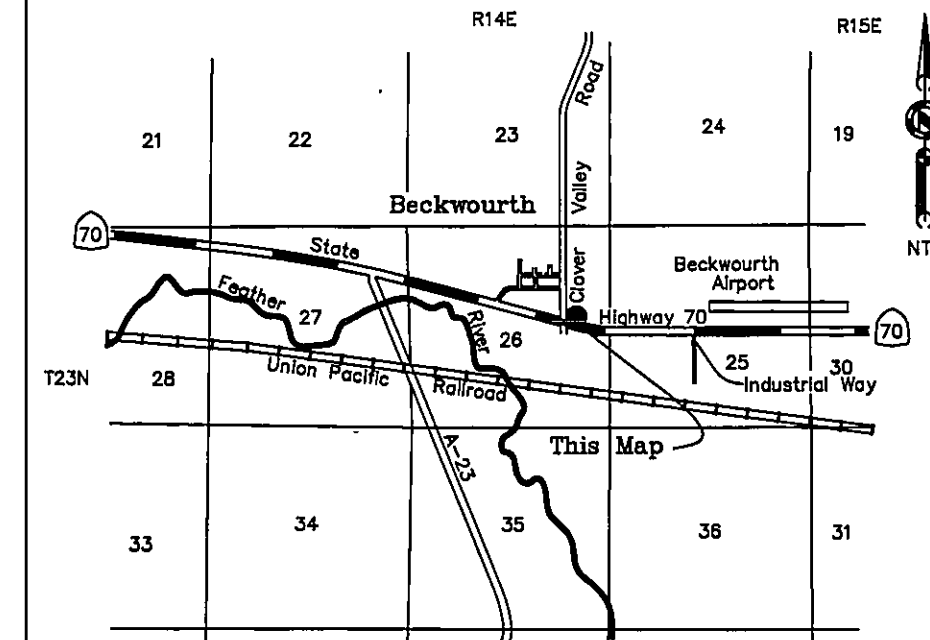 R14E
R15E
21
22
23
24
19
Clover Valley Road
Beckwourth
70
State
Beckwourth
Airport
Feather
27
River
26
Highway 70
70
25
30
T23N
28
Union Pacific
Railroad
Industrial Way
This Map
A-23
33
34
35
36
31